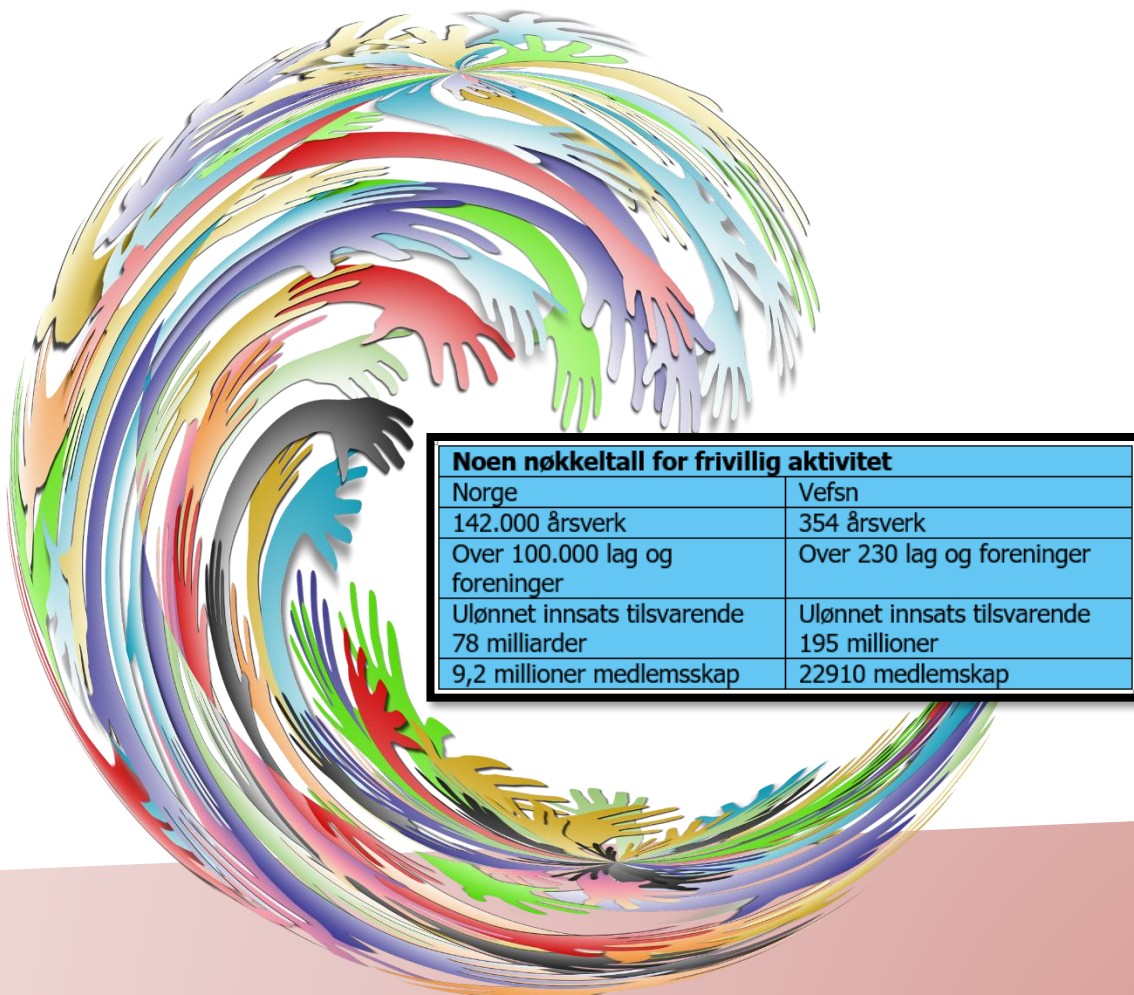 Noen nøkkeltall for frivillig aktivitet
Norge Vefsn
142.000 årsverk 354 årsverk
Over 100.000 lag og foreninger Over 230 lag og foreninger
Ulønnet innsats tilsvarende 78 milliarder Ulønnet innsats tilsvarende 195 millioner
9,2 millioner medlemsskap 22910 medlemskap